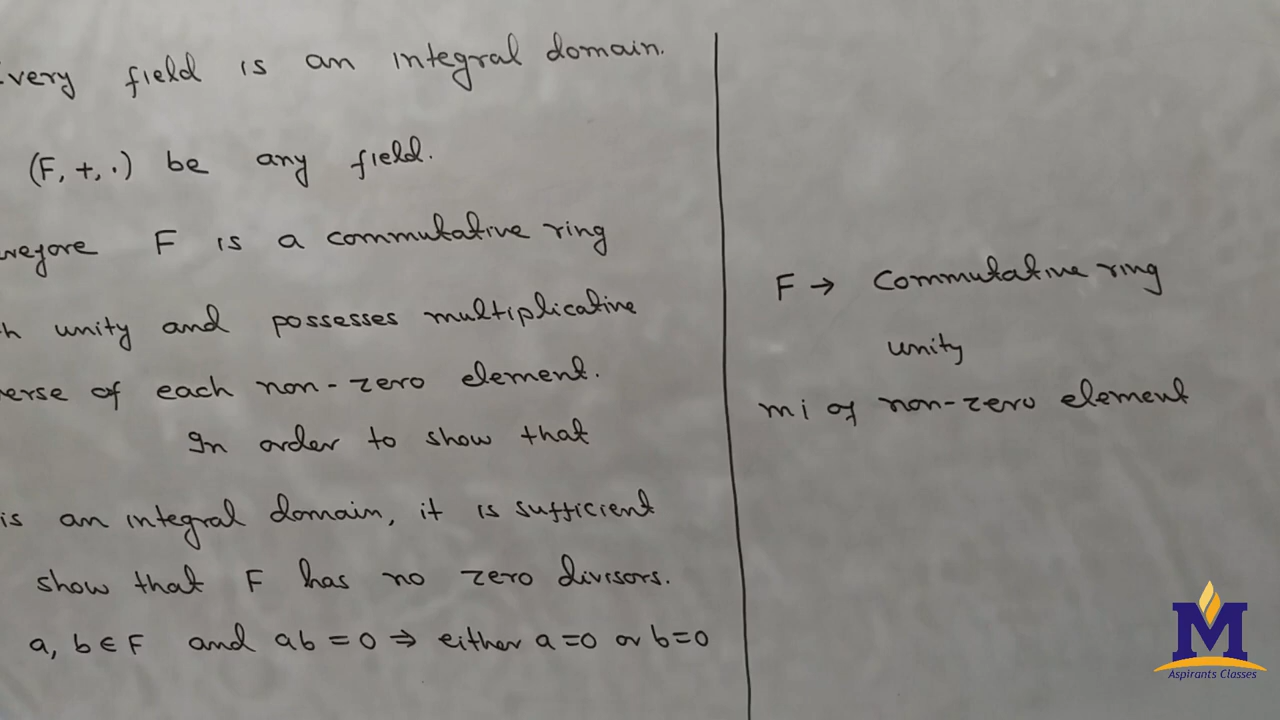 very field is an integral domain.
(F, +, .) be any field.
refore F is a commutative ring
h unity and possesses multiplicative
erse of each non-zero element.
In order to show that
is an integral domain, it is sufficient
show that F has no zero divisors.
a, b ∈ F and ab = 0 ⇒ either a = 0 or b = 0
F → Commutative ring
unity
mi of non-zero element
M
Aspirants Classes